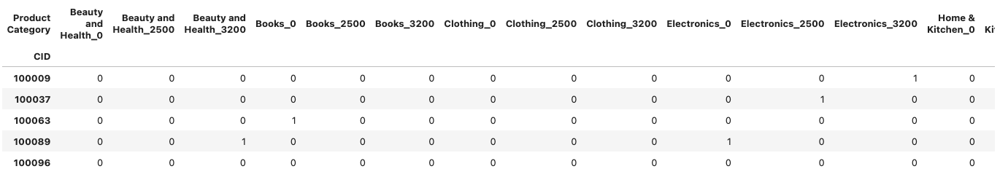 Product Category Beauty and Health_0 Beauty and Health_2500 Beauty and Health_3200 Books_0 Books_2500 Books_3200 Clothing_0 Clothing_2500 Clothing_3200 Electronics_0 Electronics_2500 Electronics_3200 Home & Kitchen_0 Kit
CID
100009 0 0 0 0 0 0 0 0 0 0 0 1 0
100037 0 0 0 0 0 0 0 0 0 0 1 0 0
100063 0 0 0 1 0 0 0 0 0 0 0 0 0
100089 0 0 1 0 0 0 0 0 0 1 0 0 0
100096 0 0 0 0 0 0 0 0 0 0 0 0 0